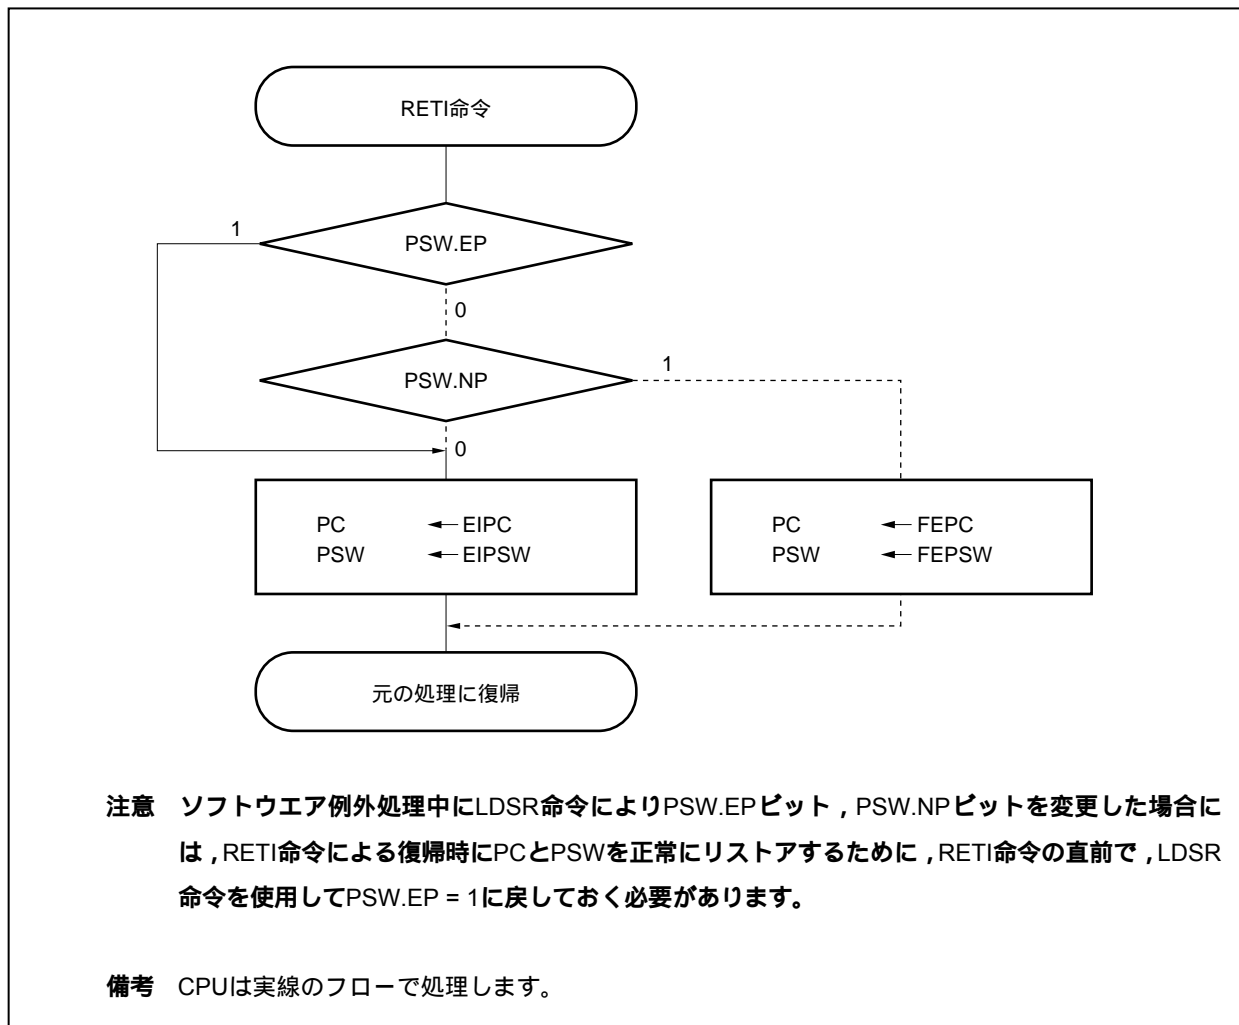 RETI命令
1
PSW.EP
0
PSW.NP
1
0
PC ← EIPC
PSW ← EIPSW
PC ← FEPC
PSW ← FEPSW
元の処理に復帰
注意 ソフトウエア例外処理中にLDSR命令によりPSW.EPビット，PSW.NPビットを変更した場合に
は，RETI命令による復帰時にPCとPSWを正常にリストアするために，RETI命令の直前で，LDSR
命令を使用してPSW.EP = 1に戻しておく必要があります。
備考 CPUは実線のフローで処理します。